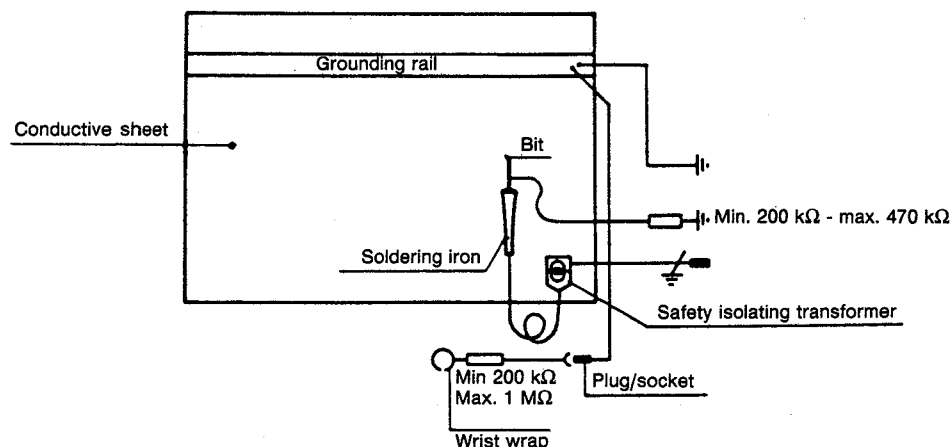 Grounding rail
Conductive sheet
Bit
Min. 200 kΩ - max. 470 kΩ
Soldering iron
Safety isolating transformer
Min 200 kΩ
Max. 1 MΩ
Plug/socket
Wrist wrap